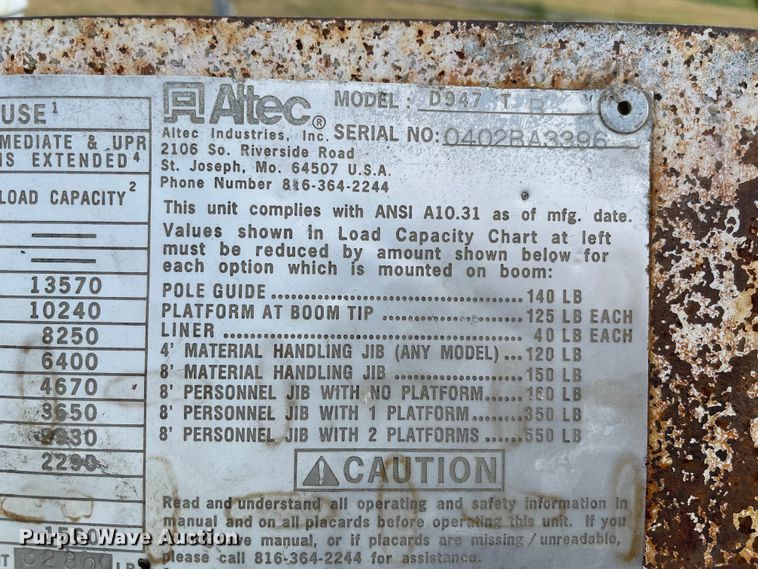 USE¹
MEDIATE & UPR
NS EXTENDED⁴
LOAD CAPACITY²
13570
10240
8250
6400
4670
3650
2290
Altec®
MODEL: D947 T R
Altec Industries, Inc. SERIAL NO: 0402BA3396
2106 So. Riverside Road
St. Joseph, Mo. 64507 U.S.A.
Phone Number 816-364-2244
This unit complies with ANSI A10.31 as of mfg. date.
Values shown in Load Capacity Chart at left
must be reduced by amount shown below for
each option which is mounted on boom:
POLE GUIDE 140 LB
PLATFORM AT BOOM TIP 125 LB EACH
LINER 40 LB EACH
4' MATERIAL HANDLING JIB (ANY MODEL) 120 LB
8' MATERIAL HANDLING JIB 150 LB
8' PERSONNEL JIB WITH NO PLATFORM LB
8' PERSONNEL JIB WITH 1 PLATFORM 350 LB
8' PERSONNEL JIB WITH 2 PLATFORMS 550 LB
CAUTION
Read and understand all operating and safety information in
manual and on placards before operating this unit. If you
manual, or if placards are missing/unreadable,
please call 816-364-2244 for assistance.
Purple Wave Auction
LB